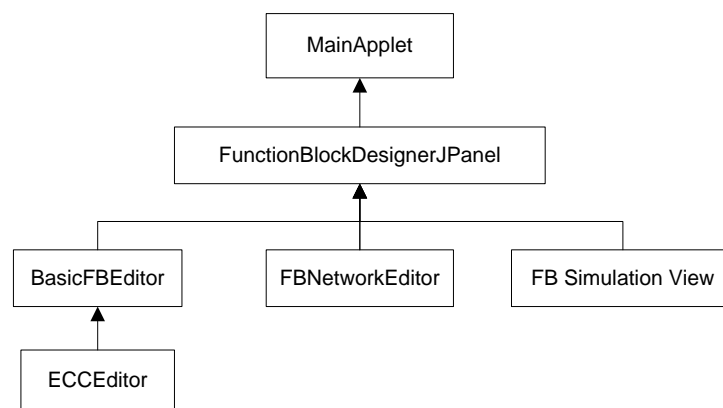 MainApplet
FunctionBlockDesignerJPanel
BasicFBEditor
FBNetworkEditor
FB Simulation View
ECCEditor